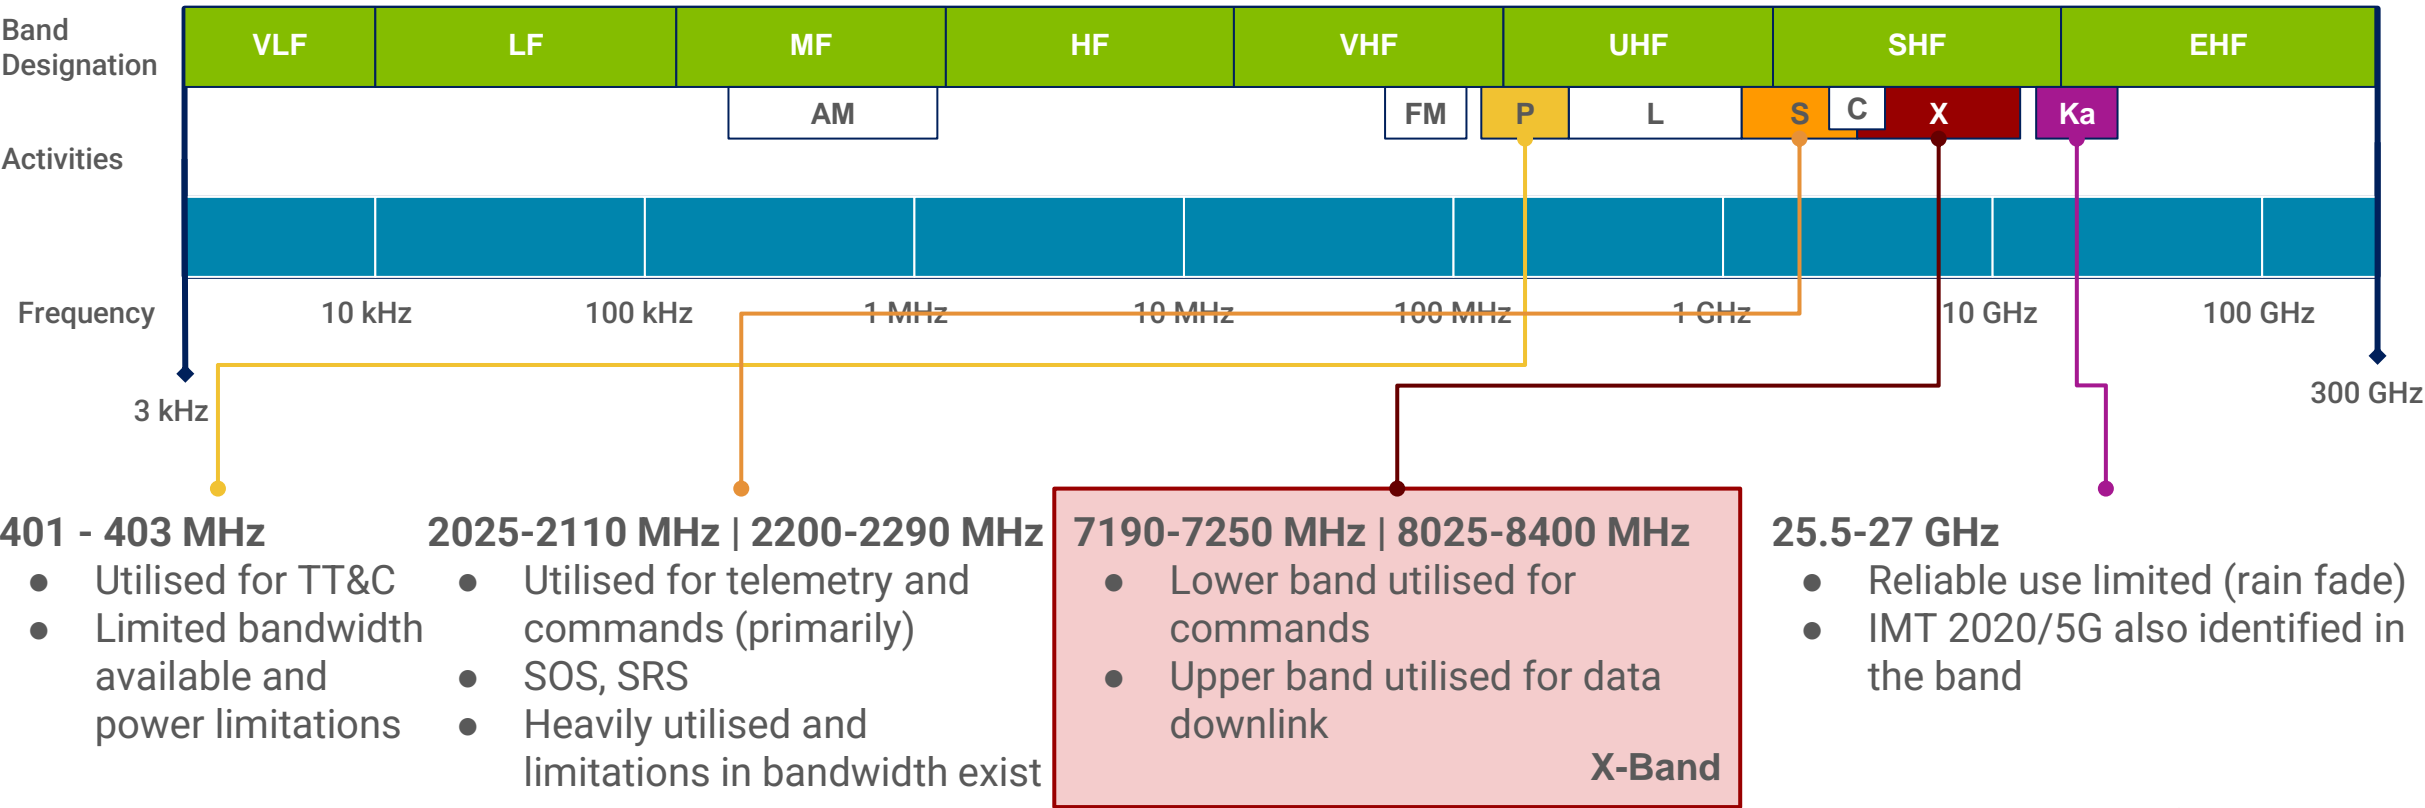 Band
Designation
VLF
LF
MF
HF
VHF
UHF
SHF
EHF
AM
FM
P
L
S
C
X
Ka
Activities
Frequency
10 kHz
100 kHz
1 MHz
10 MHz
100 MHz
1 GHz
10 GHz
100 GHz
3 kHz
300 GHz
401 - 403 MHz
● Utilised for TT&C
● Limited bandwidth
available and
power limitations
2025-2110 MHz | 2200-2290 MHz
● Utilised for telemetry and
commands (primarily)
● SOS, SRS
● Heavily utilised and
limitations in bandwidth exist
7190-7250 MHz | 8025-8400 MHz
● Lower band utilised for
commands
● Upper band utilised for data
downlink
X-Band
25.5-27 GHz
● Reliable use limited (rain fade)
● IMT 2020/5G also identified in
the band